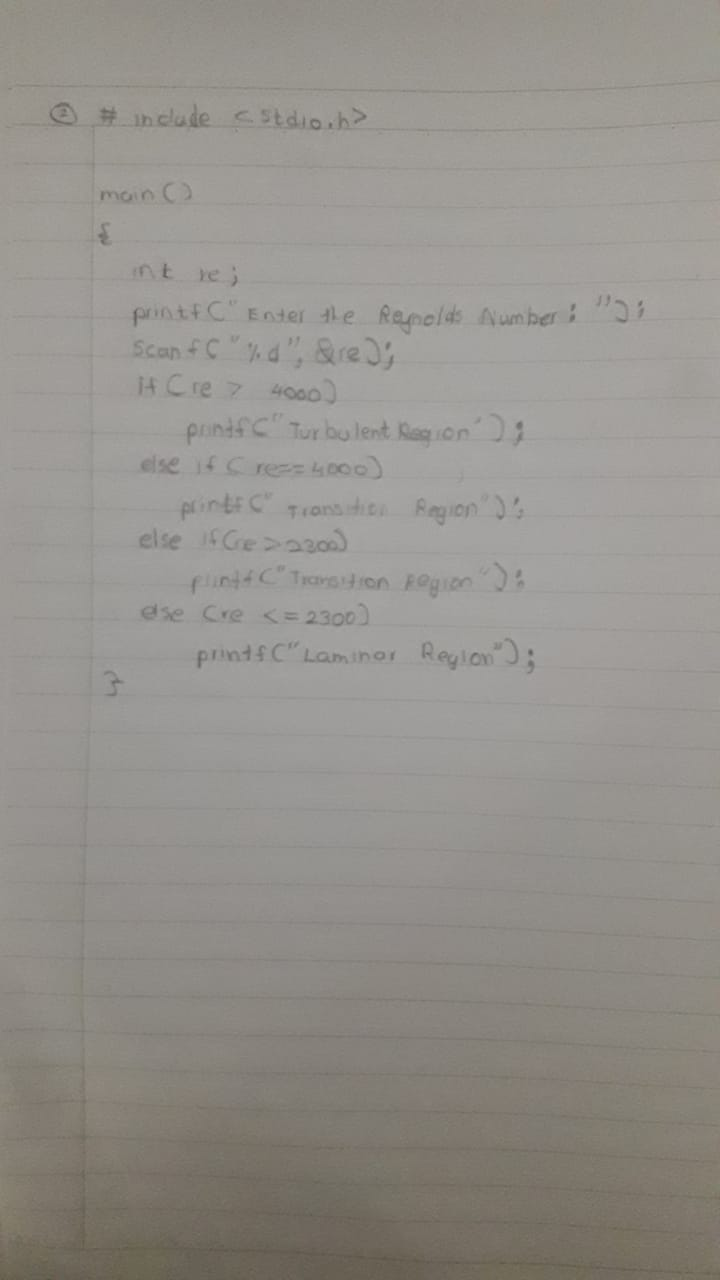 ② # include <stdio.h>
main ()
{
int re;
printf(" Enter the Reynolds Number: ");
scanf( "%d", &re);
if ( re > 4000)
printf(" Turbulent Region");
else if ( re==4000)
printf(" Transition Region");
else if(re >2300)
printf("Transition Region");
else (re <= 2300)
printf("Laminar Region");
}